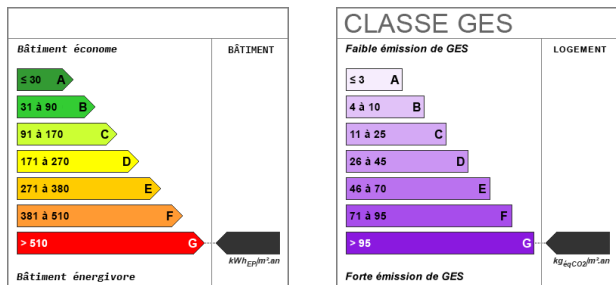 Bâtiment économe
BÂTIMENT
≤ 30 A
31 à 90 B
91 à 170 C
171 à 270 D
271 à 380 E
381 à 510 F
> 510 G
kWhEP/m².an
Bâtiment énergivore
CLASSE GES
Faible émission de GES
LOGEMENT
≤ 3 A
4 à 10 B
11 à 25 C
26 à 45 D
46 à 70 E
71 à 95 F
> 95 G
kgéqCO2/m².an
Forte émission de GES